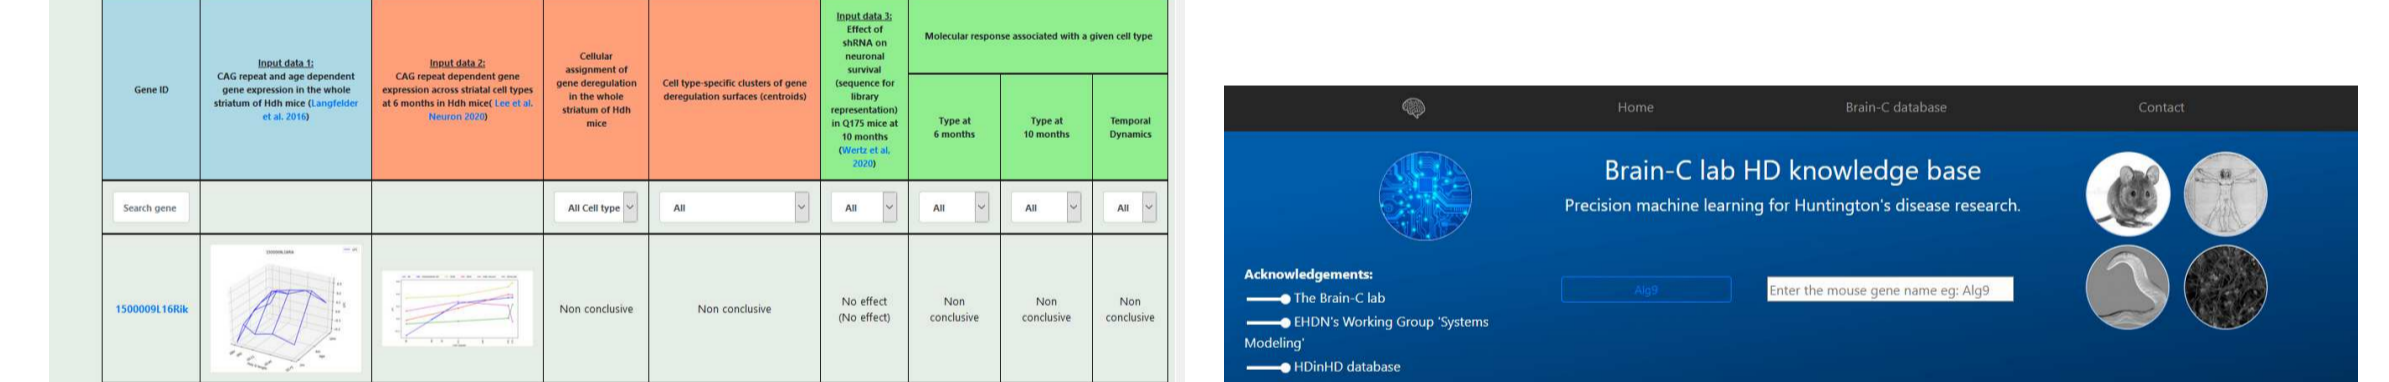 Gene ID
Input data 1:
CAG repeat and age dependent
gene expression in the whole
striatum of Hdh mice (Langfelder
et al. 2016)
Input data 2:
CAG repeat dependent gene
expression across striatal cell types
at 6 months in Hdh mice( Lee et al.
Neuron 2020)
Cellular
assignment of
gene deregulation
in the whole
striatum of Hdh
mice
Cell type-specific clusters of gene
deregulation surfaces (centroids)
Input data 3:
Effect of
shRNA on
neuronal
survival
(sequence for
library
representation)
in Q175 mice at
10 months
(Wertz et al.
2020)
Molecular response associated with a given cell type
Type at
6 months
Type at
10 months
Temporal
Dynamics
Search gene
All Cell type
All
All
All
All
All
1500009L16Rik
Non conclusive
Non conclusive
No effect
(No effect)
Non
conclusive
Non
conclusive
Non
conclusive
Home
Brain-C database
Contact
Brain-C lab HD knowledge base
Precision machine learning for Huntington's disease research.
Acknowledgements:
The Brain-C lab
EHDN's Working Group 'Systems
Modeling'
HDinHD database
Alg9
Enter the mouse gene name eg: Alg9